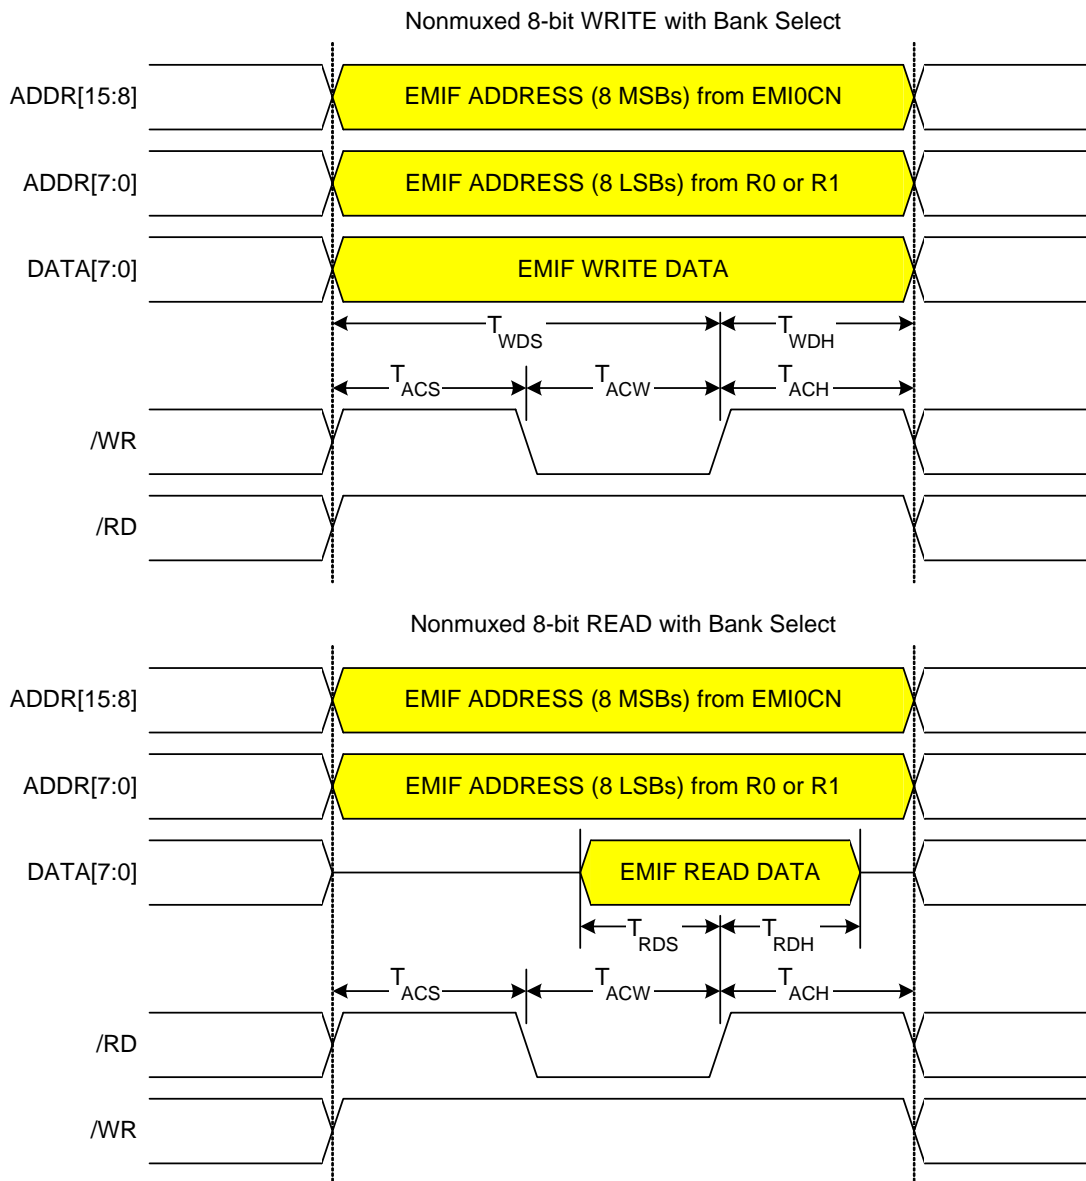 Nonmuxed 8-bit WRITE with Bank Select
ADDR[15:8]
EMIF ADDRESS (8 MSBs) from EMI0CN
ADDR[7:0]
EMIF ADDRESS (8 LSBs) from R0 or R1
DATA[7:0]
EMIF WRITE DATA
TWDS
TWDH
TACS
TACW
TACH
/WR
/RD
Nonmuxed 8-bit READ with Bank Select
ADDR[15:8]
EMIF ADDRESS (8 MSBs) from EMI0CN
ADDR[7:0]
EMIF ADDRESS (8 LSBs) from R0 or R1
DATA[7:0]
EMIF READ DATA
TRDS
TRDH
TACS
TACW
TACH
/RD
/WR